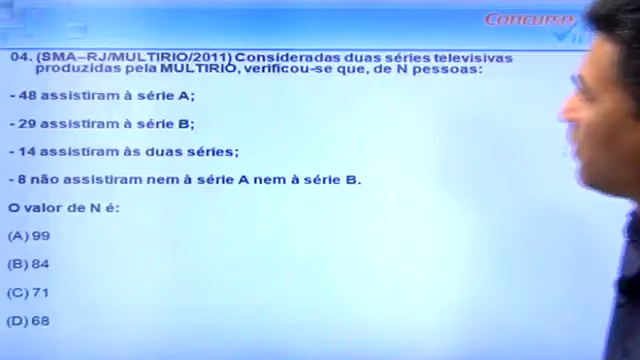 Concurso
04. (SMA–RJ/MULTIRIO/2011) Consideradas duas séries televisivas
produzidas pela MULTIRIO, verificou-se que, de N pessoas:
- 48 assistiram à série A;
- 29 assistiram à série B;
- 14 assistiram às duas séries;
- 8 não assistiram nem à série A nem à série B.
O valor de N é:
(A) 99
(B) 84
(C) 71
(D) 68